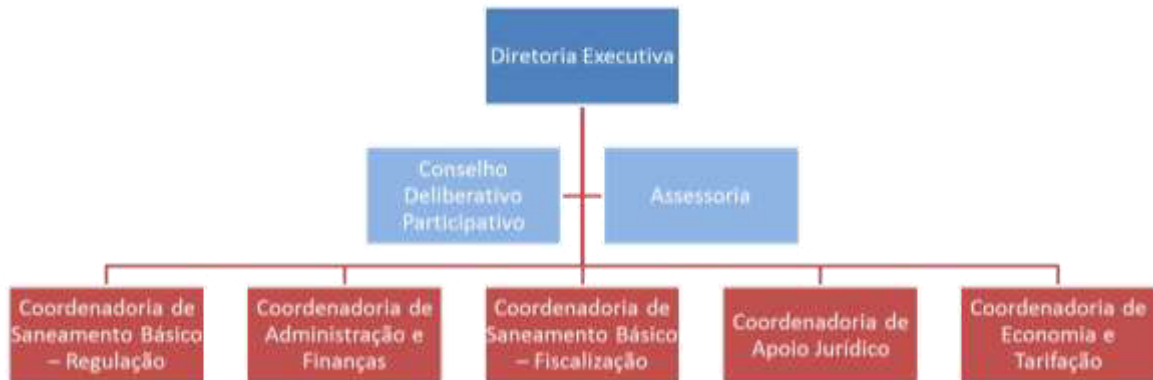 Diretoria Executiva
Conselho
Deliberativo
Participativo
Assessoria
Coordenadoria de
Saneamento Básico
– Regulação
Coordenadoria de
Administração e
Finanças
Coordenadoria de
Saneamento Básico
– Fiscalização
Coordenadoria de
Apoio Jurídico
Coordenadoria de
Economia e
Tarifação